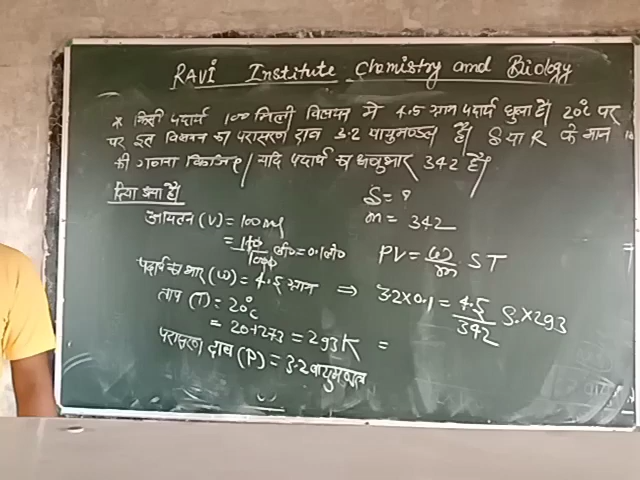 RAVI Institute Chemistry and Biology
* किसी पदार्थ 100 मिली विलयन में 4.5 ग्राम पदार्थ घुला है। 20°C पर
पर इस विलयन का परासरण दाब 3.2 वायुमण्डल है। S या R के मान
की गणना किजिए। यदि पदार्थ का अणुभार 342 है।
दिया गया है।
S = ?
आयतन (V) = 100 ml
m = 342
= 100/1000 ली० = 0.1 ली०
PV = w/m ST
पदार्थ का भार (w) = 4.5 ग्राम ⇒ 3.2×0.1 = 4.5/342 S.×293
ताप (T) = 20°C
= 20+273 = 293K =
परासरण दाब (P) = 3.2 वायुमण्डल